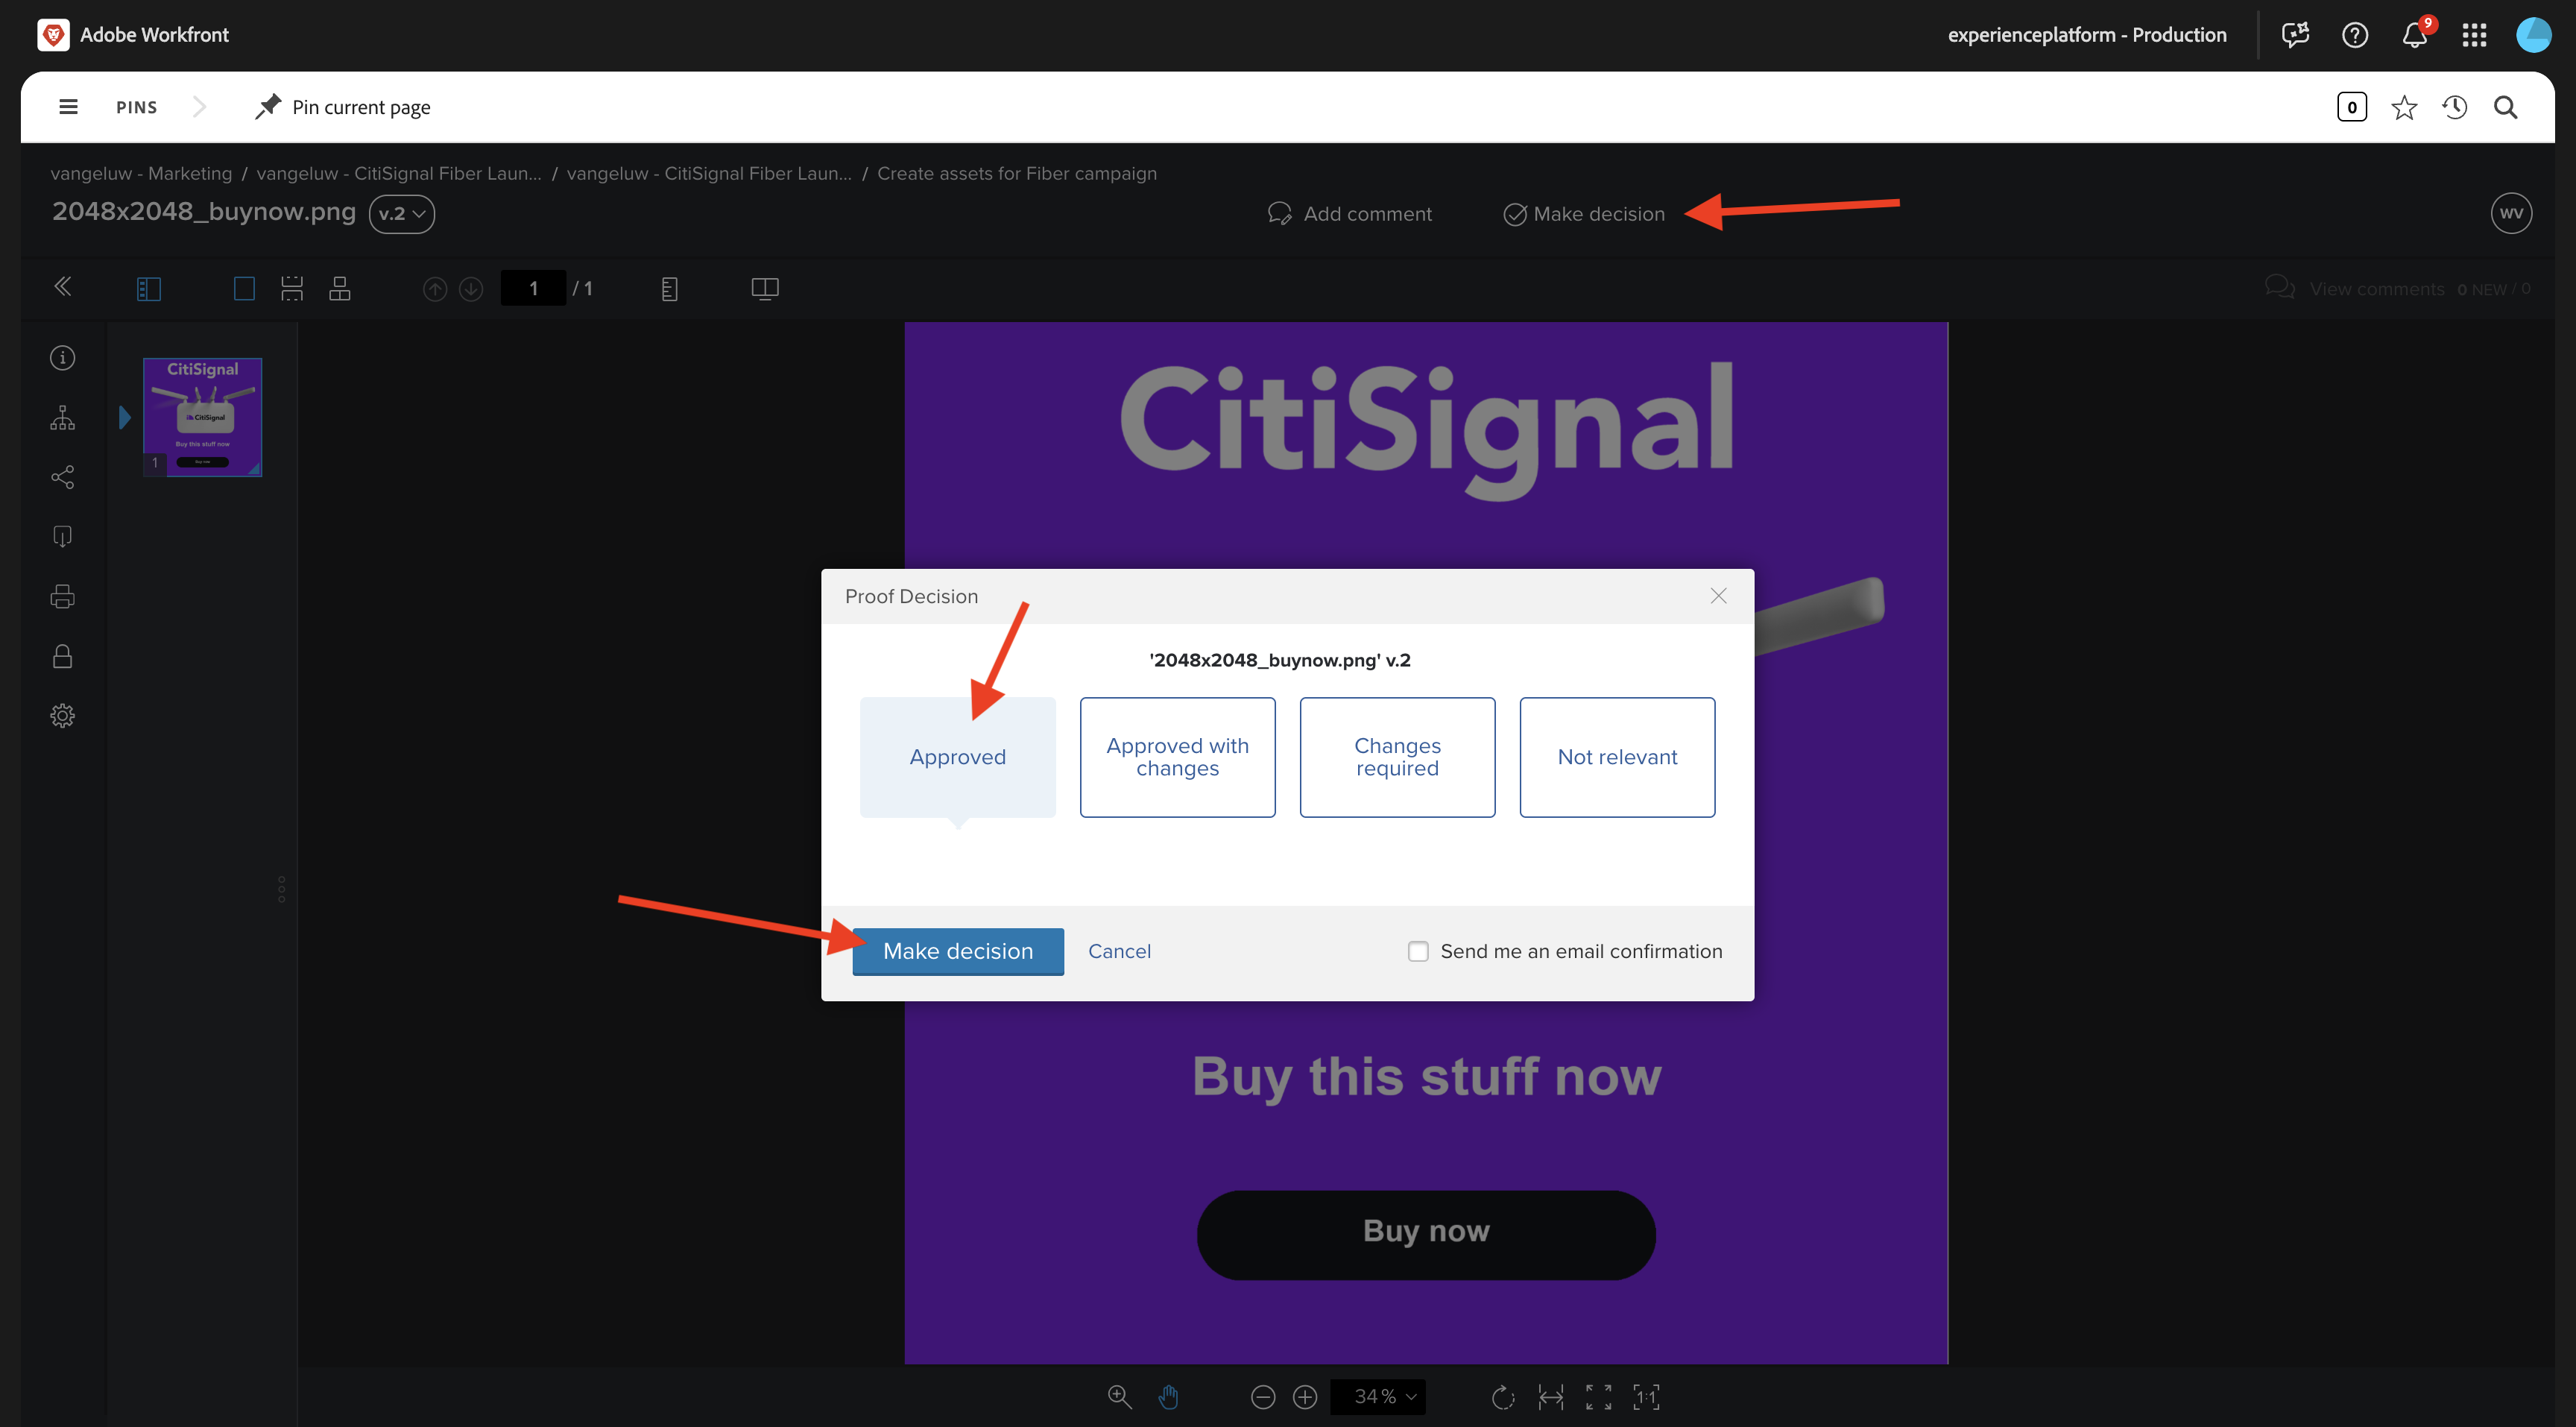 Adobe Workfront
experienceplatform - Production
9
PINS
Pin current page
0
vangeluw - Marketing / vangeluw - CitiSignal Fiber Laun... / vangeluw - CitiSignal Fiber Laun... / Create assets for Fiber campaign
2048x2048_buynow.png
v.2
Add comment
Make decision
WV
1 / 1
View comments 0 NEW / 0
CitiSignal
CitiSignal
Buy this stuff now
Buy now
1
CitiSignal
Proof Decision
'2048x2048_buynow.png' v.2
Approved
Approved with
changes
Changes
required
Not relevant
Make decision
Cancel
Send me an email confirmation
Buy this stuff now
Buy now
34%
1:1